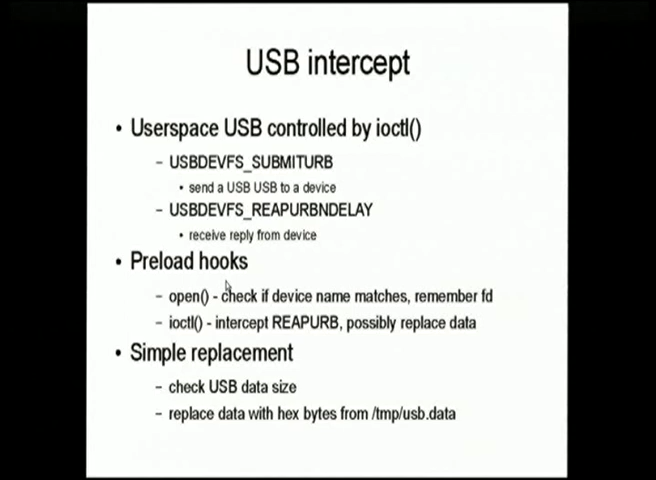 USB intercept
• Userspace USB controlled by ioctl()
– USBDEVFS_SUBMITURB
• send a USB USB to a device
– USBDEVFS_REAPURBNDELAY
• receive reply from device
• Preload hooks
– open() - check if device name matches, remember fd
– ioctl() - intercept REAPURB, possibly replace data
• Simple replacement
– check USB data size
– replace data with hex bytes from /tmp/usb.data